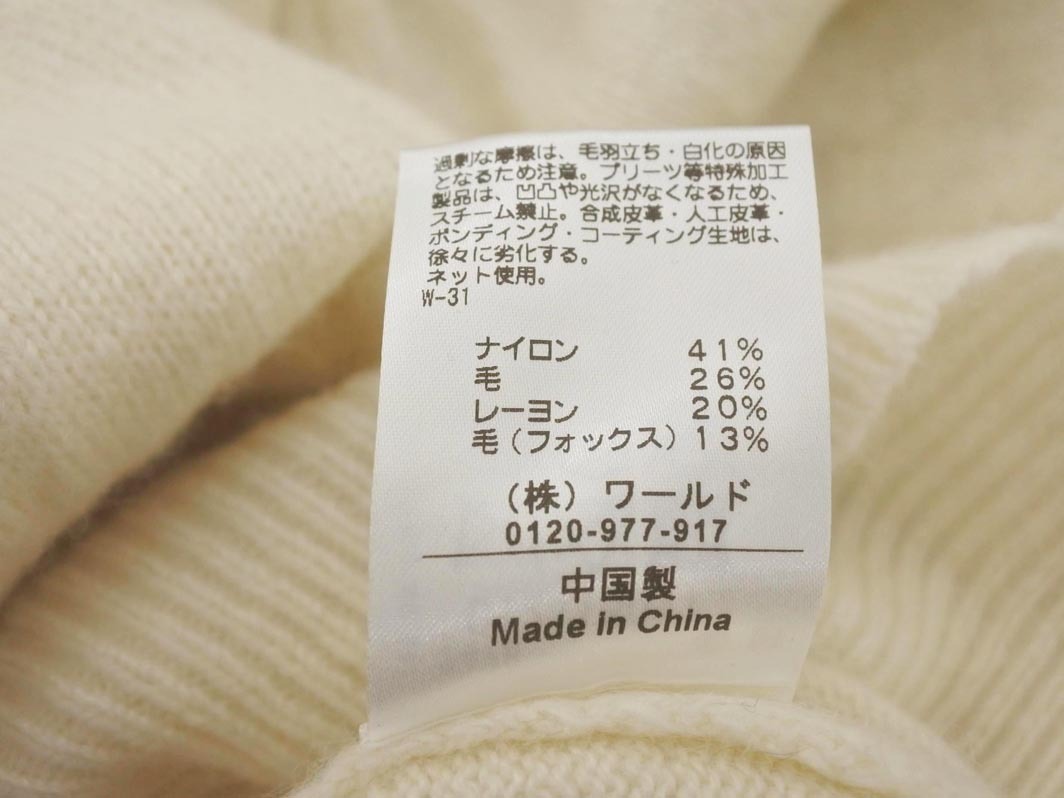 過剰な摩擦は、毛羽立ち・白化の原因
となるため注意。プリーツ等特殊加工
製品は、凹凸や光沢がなくなるため、
スチーム禁止。合成皮革・人工皮革・
ボンディング・コーティング生地は、
徐々に劣化する。
ネット使用。
W-31
ナイロン 41%
毛 26%
レーヨン 20%
毛(フォックス) 13%
(株) ワールド
0120-977-917
中国製
Made in China